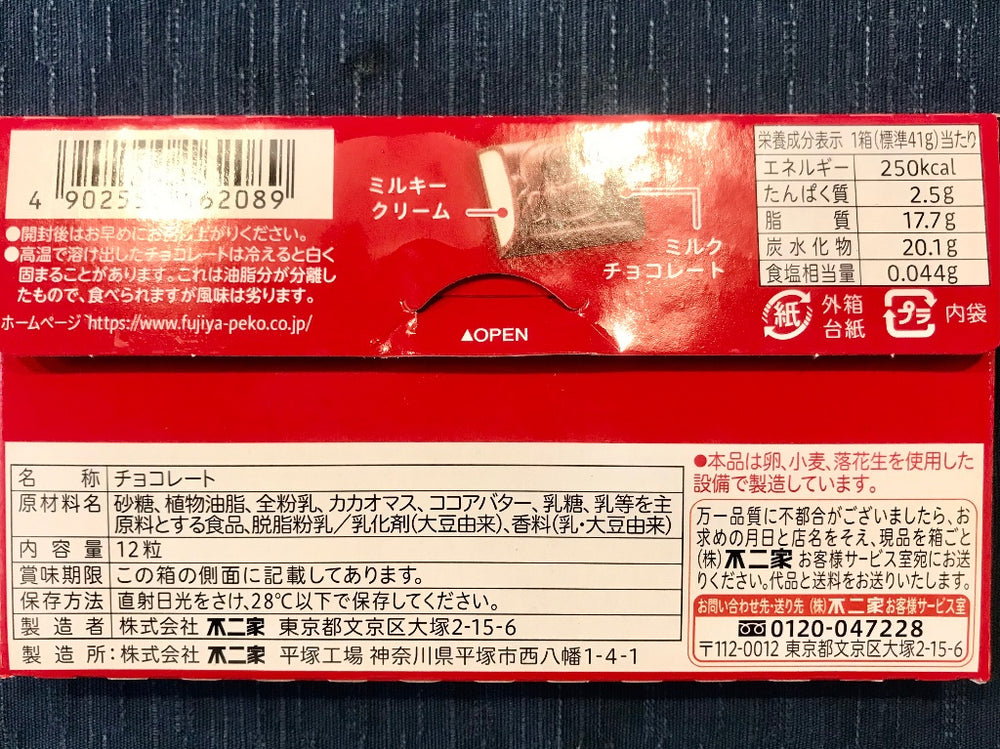 4 902555 162089
●開封後はお早めにお召し上がりください。
●高温で溶け出したチョコレートは冷えると白く
固まることがあります。これは油脂分が分離し
たもので、食べられますが風味は劣ります。
ホームページ https://www.fujiya-peko.co.jp/
ミルキー
クリーム
ミルク
チョコレート
▲OPEN
栄養成分表示 1箱(標準41g)当たり
エネルギー 250kcal
たんぱく質 2.5g
脂質 17.7g
炭水化物 20.1g
食塩相当量 0.044g
紙 外箱
台紙
プラ 内袋
名称 チョコレート
原材料名 砂糖、植物油脂、全粉乳、カカオマス、ココアバター、乳糖、乳等を主
原料とする食品、脱脂粉乳/乳化剤(大豆由来)、香料(乳・大豆由来)
内容量 12粒
賞味期限 この箱の側面に記載してあります。
保存方法 直射日光をさけ、28℃以下で保存してください。
製造者 株式会社 不二家 東京都文京区大塚2-15-6
製造所:株式会社 不二家 平塚工場 神奈川県平塚市西八幡1-4-1
●本品は卵、小麦、落花生を使用した
設備で製造しています。
万一品質に不都合がございましたら、お
求めの月日と店名をそえ、現品を箱ごと
(株)不二家 お客様サービス室宛にお送
りください。代品と送料をお送りいたします。
お問い合わせ先・送り先 (株)不二家お客様サービス室
0120-047228
〒112-0012 東京都文京区大塚2-15-6